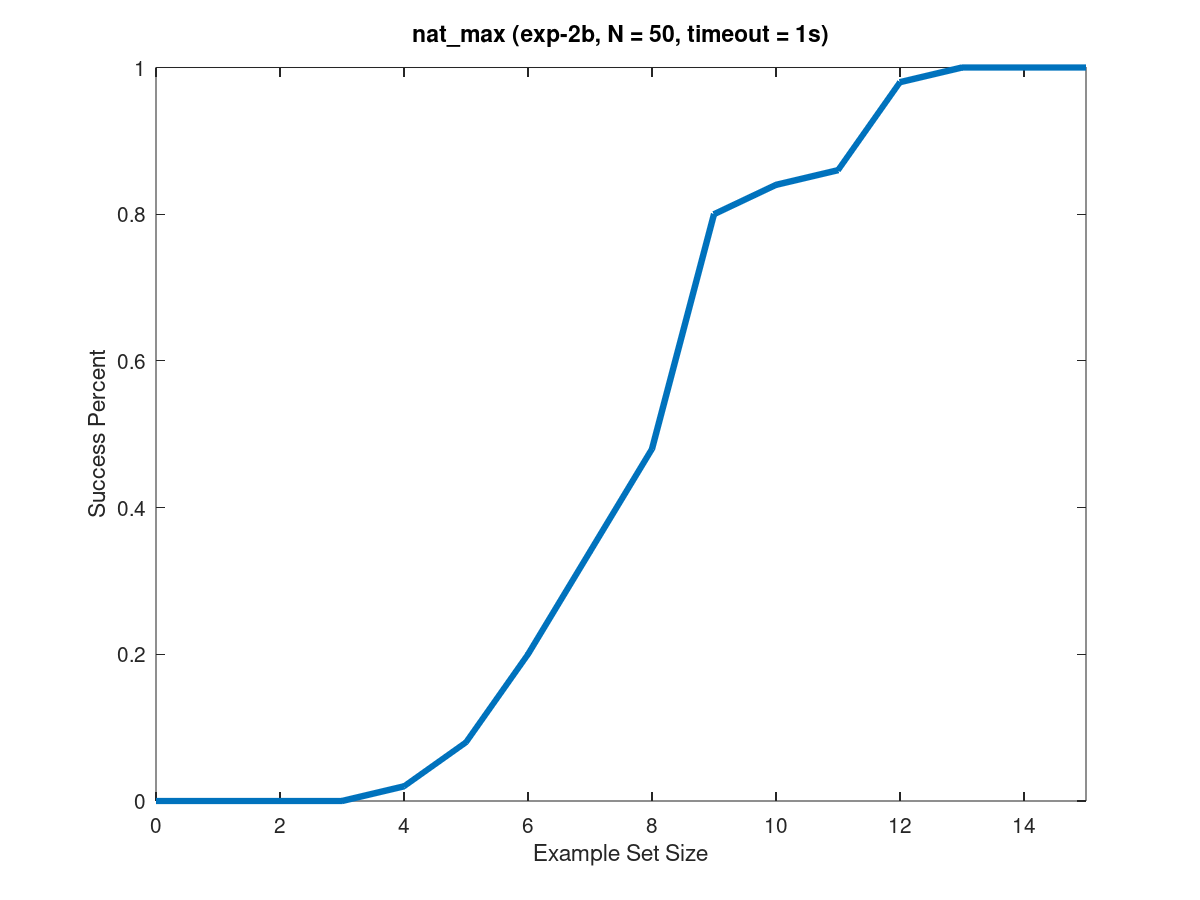 nat_max (exp-2b, N = 50, timeout = 1s)
1
0.8
0.6
0.4
0.2
0
Success Percent
0 2 4 6 8 10 12 14
Example Set Size